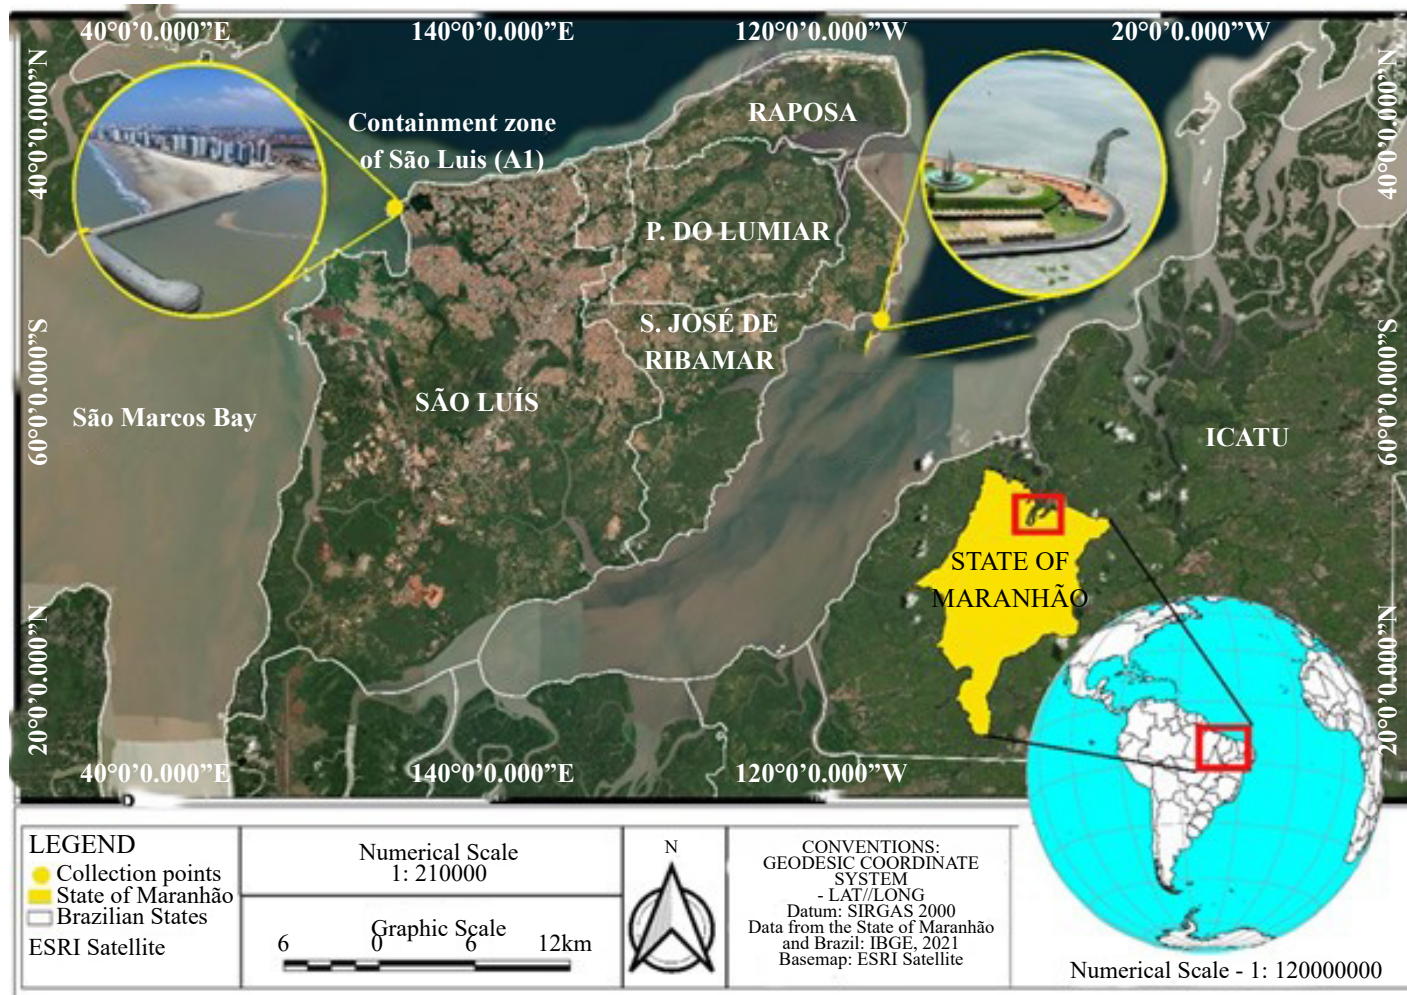 40°0’0.000”E 140°0’0.000”E 120°0’0.000”W 20°0’0.000”W
40°0’0.000“N
40°0’0.000“N
Containment zone
of São Luis (A1)
RAPOSA
P. DO LUMIAR
S. JOSÉ DE
RIBAMAR
60°0’0.000“S
60°0’0.000“S
SÃO LUÍS
São Marcos Bay
ICATU
STATE OF
MARANHÃO
20°0’0.000“N
20°0’0.000“N
40°0’0.000”E 140°0’0.000”E 120°0’0.000”W
LEGEND
Collection points
State of Maranhão
Brazilian States
ESRI Satellite
Numerical Scale
1: 210000
Graphic Scale
6 0 6 12km
N
CONVENTIONS:
GEODESIC COORDINATE
SYSTEM
- LAT//LONG
Datum: SIRGAS 2000
Data from the State of Maranhão
and Brazil: IBGE, 2021
Basemap: ESRI Satellite
Numerical Scale - 1: 120000000